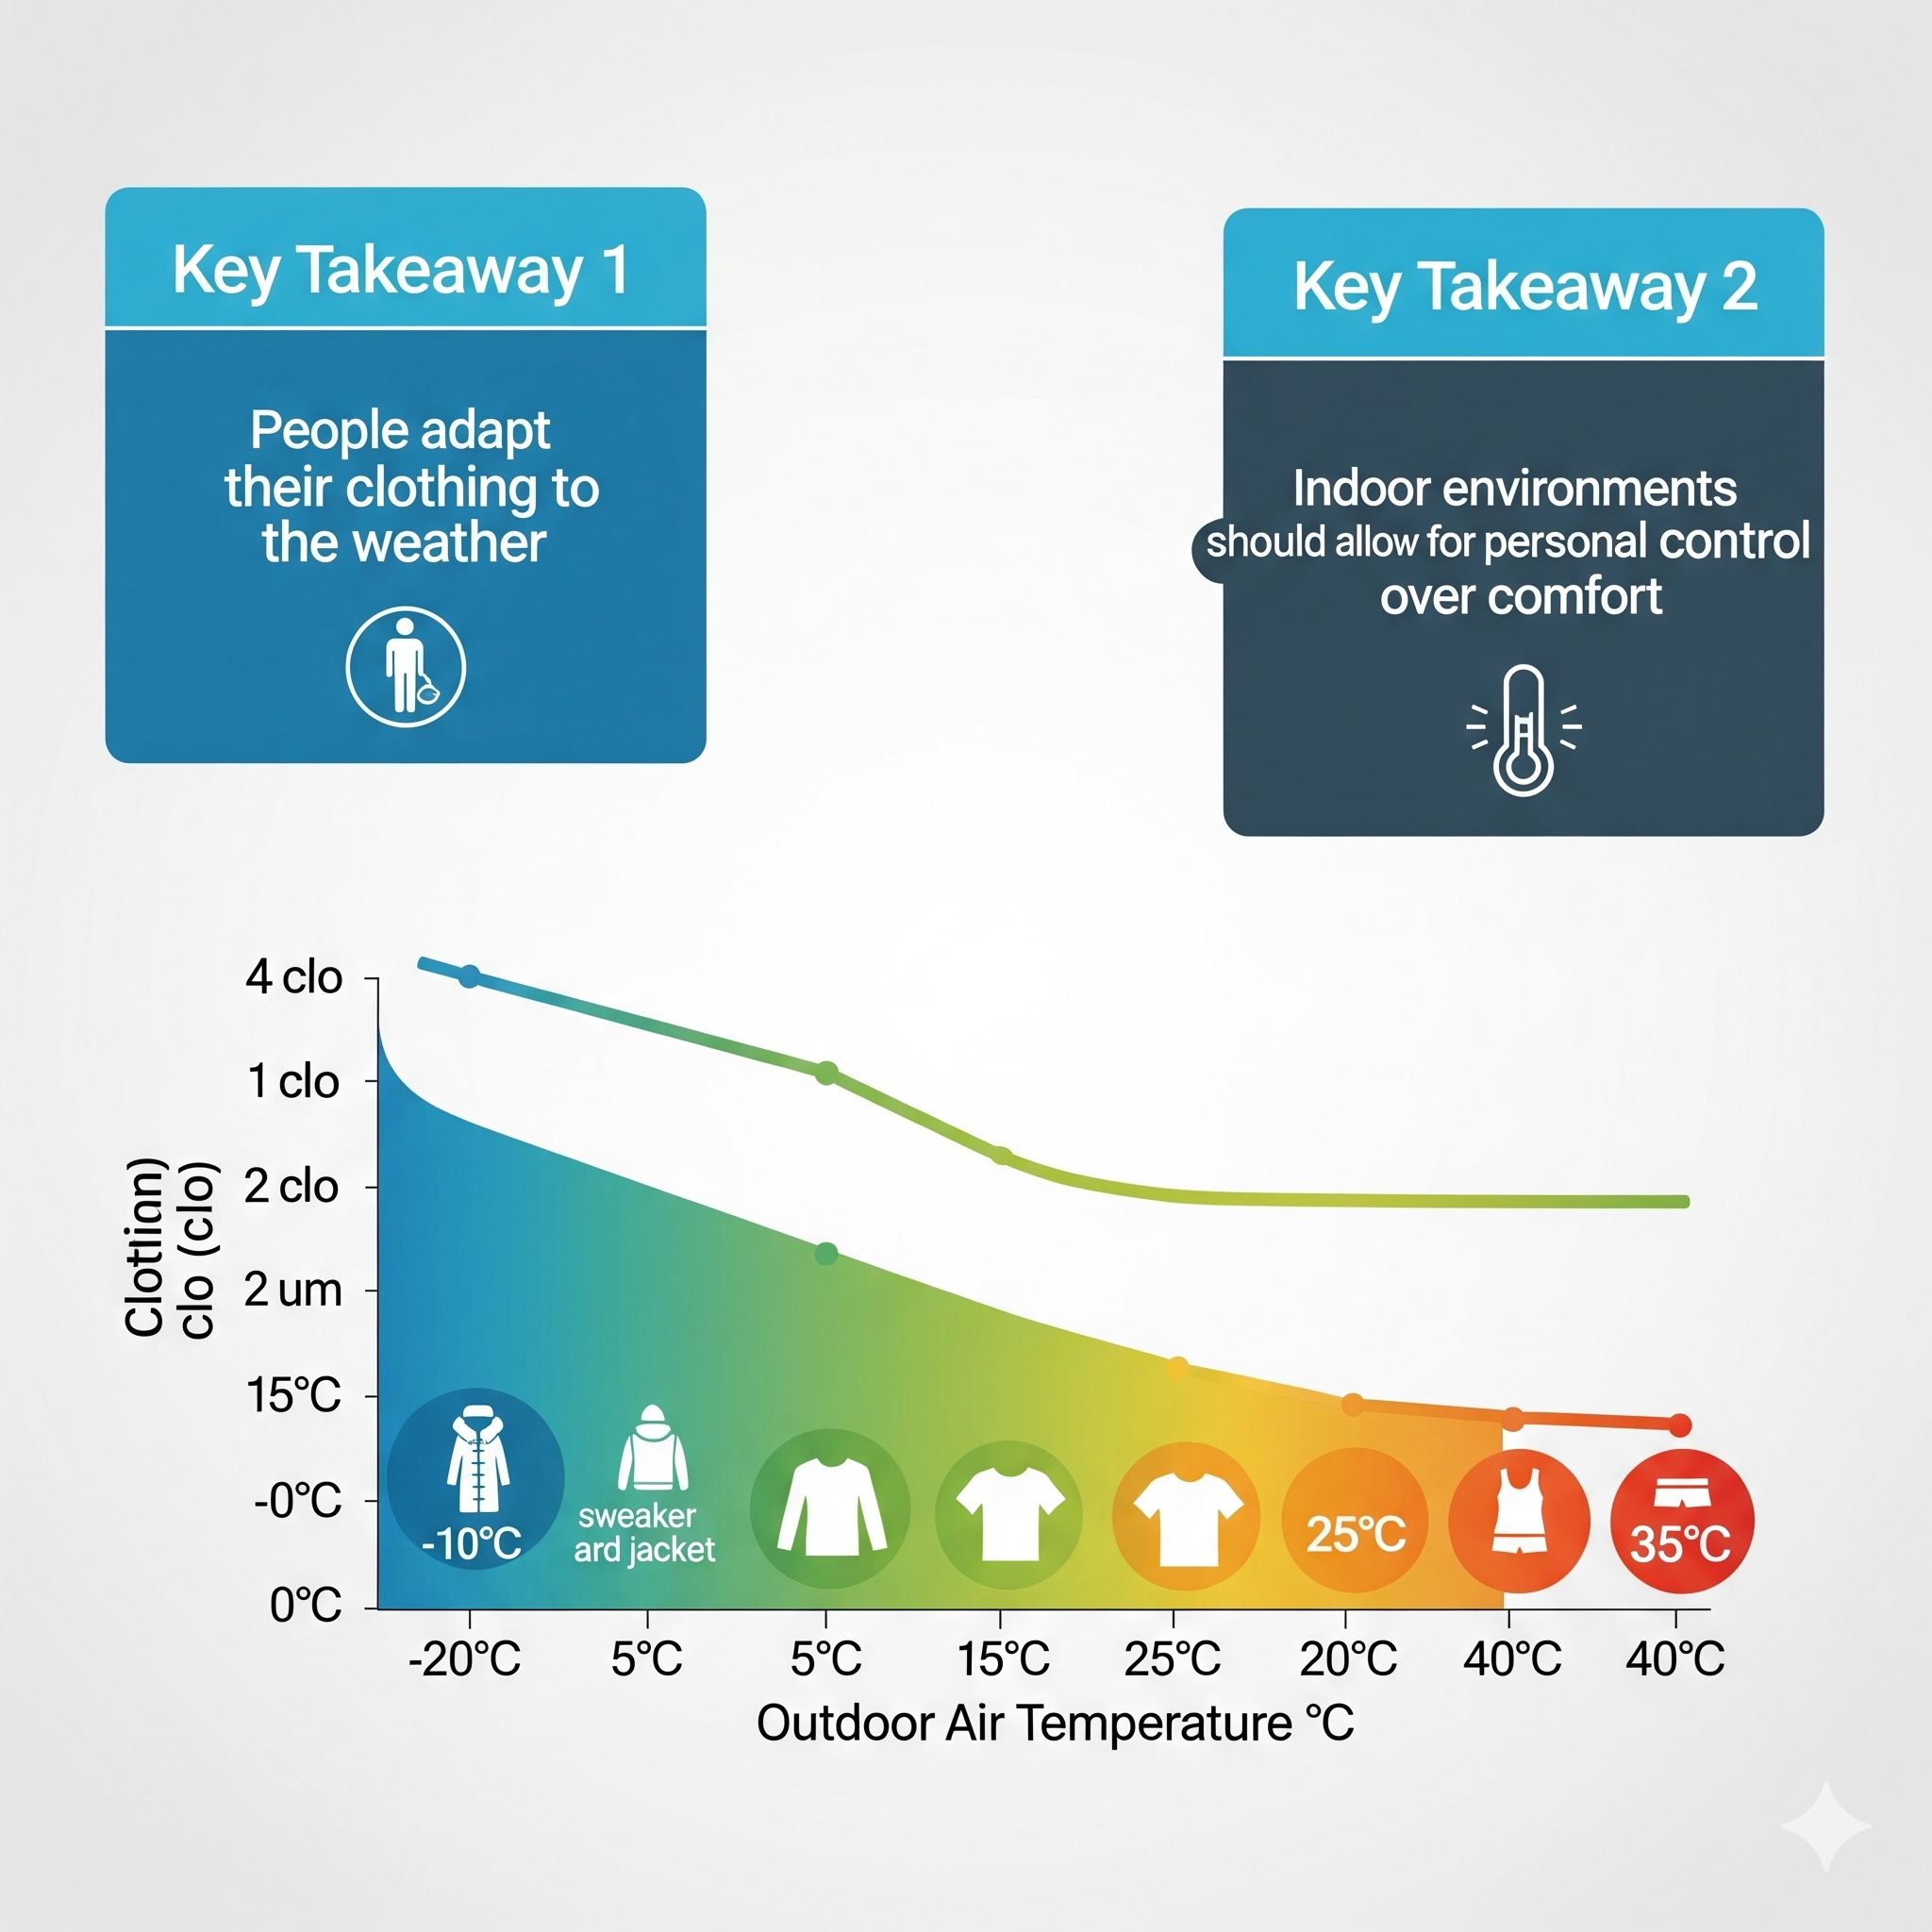 Key Takeaway 1
People adapt
their clothing to
the weather
Key Takeaway 2
Indoor environments
should allow for personal control
over comfort
Clotiian)
clo (clo)
4 clo
1 clo
2 clo
2 um
15°C
-0°C
0°C
-10°C
sweaker
ard jacket
25°C
35°C
-20°C
5°C
5°C
15°C
25°C
20°C
40°C
40°C
Outdoor Air Temperature °C